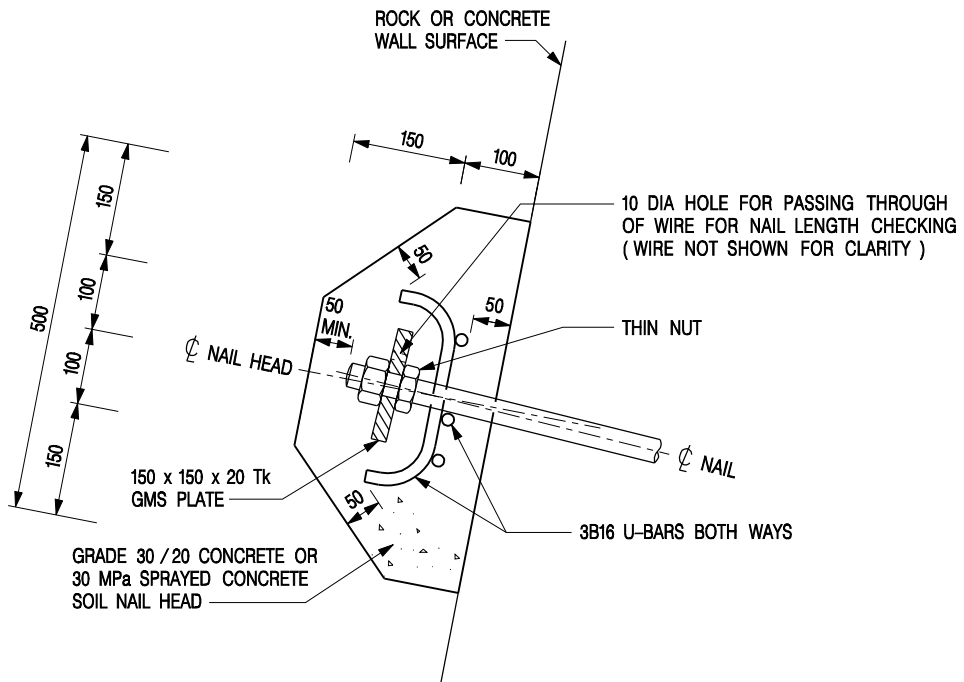 ROCK OR CONCRETE
WALL SURFACE
150
100
150
100
500
100
150
10 DIA HOLE FOR PASSING THROUGH
OF WIRE FOR NAIL LENGTH CHECKING
( WIRE NOT SHOWN FOR CLARITY )
50
50
50
MIN.
THIN NUT
℄ NAIL HEAD
℄ NAIL
150 x 150 x 20 Tk
GMS PLATE
50
3B16 U-BARS BOTH WAYS
GRADE 30 / 20 CONCRETE OR
30 MPa SPRAYED CONCRETE
SOIL NAIL HEAD